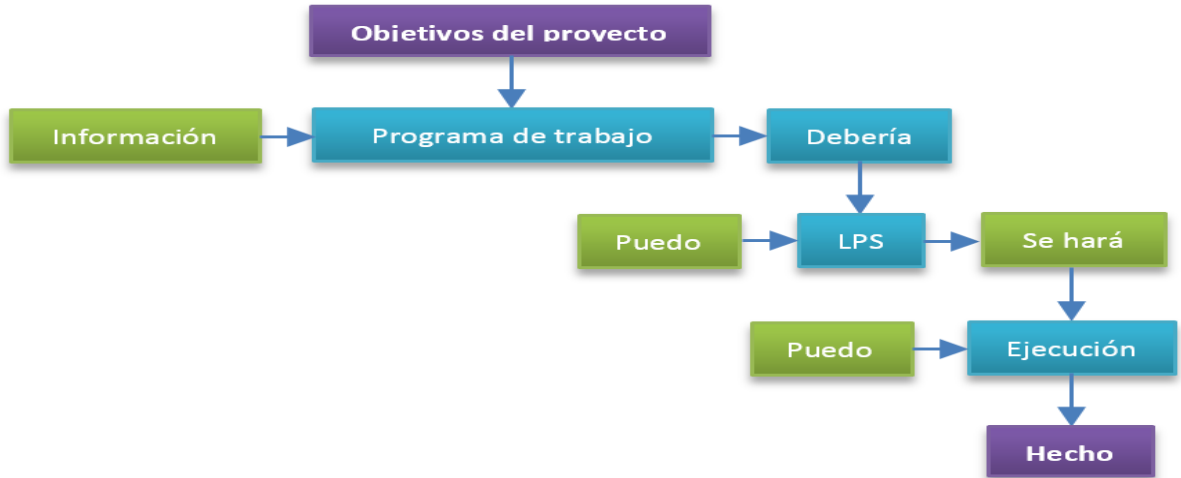 Objetivos del proyecto
Información
Programa de trabajo
Debería
Puedo
LPS
Se hará
Puedo
Ejecución
Hecho